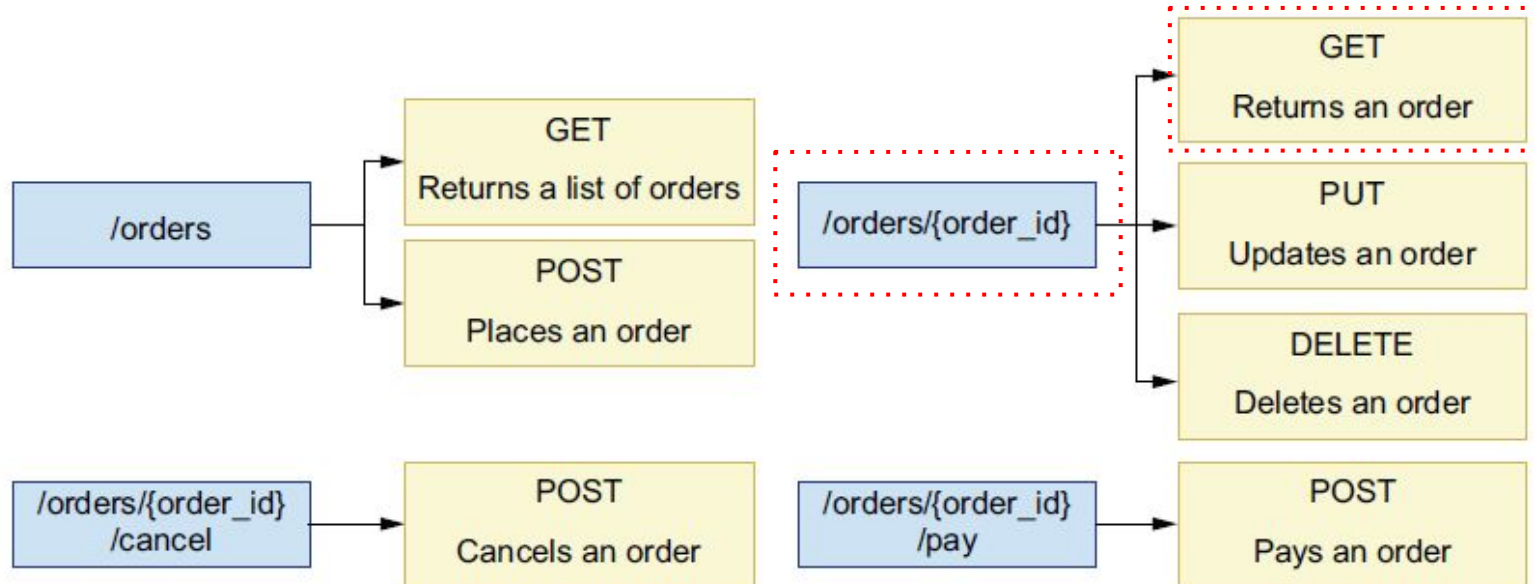 /orders
GET
Returns a list of orders
POST
Places an order
/orders/{order_id}
GET
Returns an order
PUT
Updates an order
DELETE
Deletes an order
/orders/{order_id}
/cancel
POST
Cancels an order
/orders/{order_id}
/pay
POST
Pays an order